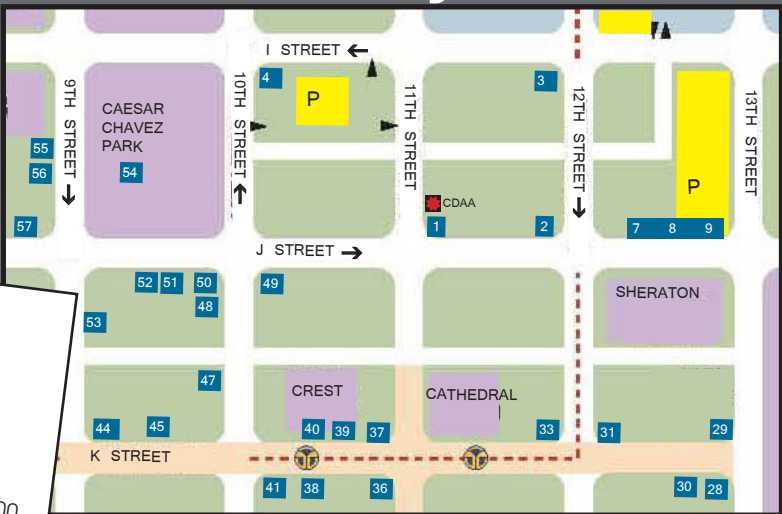 I STREET
4
3
P
9TH STREET
10TH STREET
11TH STREET
12TH STREET
13TH STREET
CAESAR
CHAVEZ
PARK
55
56
54
57
P
CDAA
1
2
7 8 9
J STREET
52 51 50
49
48
53
SHERATON
47
CREST
CATHEDRAL
44
45
40
39
37
33
31
29
K STREET
41
38
36
30
28